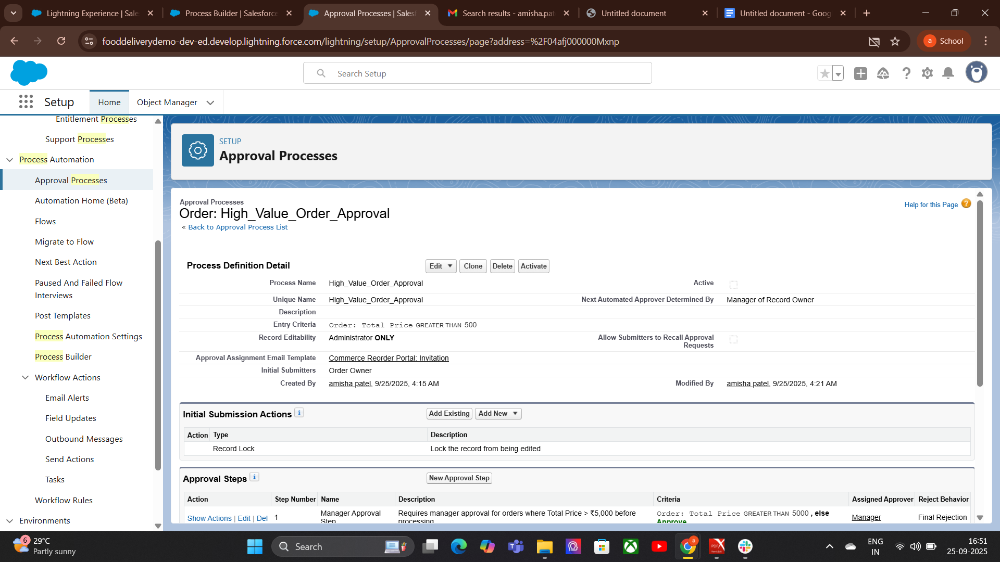 Lightning Experience | Sale
Process Builder | Salesforce
Approval Processes | Salesf
Search results - amisha.pat
Untitled document
Untitled document - Goog
fooddeliverydemo-dev-ed.develop.lightning.force.com/lightning/setup/ApprovalProcesses/page?address=%2F04afj000000Mxnp
a School
Search Setup
Setup
Home
Object Manager
Entitlement Processes
Support Processes
Process Automation
Approval Processes
Automation Home (Beta)
Flows
Migrate to Flow
Next Best Action
Paused And Failed Flow
Interviews
Post Templates
Process Automation Settings
Process Builder
Workflow Actions
Email Alerts
Field Updates
Outbound Messages
Send Actions
Tasks
Workflow Rules
Environments
SETUP
Approval Processes
Approval Processes
Order: High_Value_Order_Approval
« Back to Approval Process List
Help for this Page ?
Process Definition Detail
Edit Clone Delete Activate
Process Name High_Value_Order_Approval Active
Unique Name High_Value_Order_Approval Next Automated Approver Determined By Manager of Record Owner
Description
Entry Criteria Order: Total Price GREATER THAN 500
Record Editability Administrator ONLY Allow Submitters to Recall Approval
Requests
Approval Assignment Email Template Commerce Reorder Portal: Invitation
Initial Submitters Order Owner
Created By amisha patel, 9/25/2025, 4:15 AM Modified By amisha patel, 9/25/2025, 4:21 AM
Initial Submission Actions i
Add Existing Add New
Action Type Description
Record Lock Lock the record from being edited
Approval Steps i
New Approval Step
Action Step Number Name Description Criteria Assigned Approver Reject Behavior
Show Actions | Edit | Del 1 Manager Approval Requires manager approval for orders where Total Price > ₹5,000 before Order: Total Price GREATER THAN 5000 , else Manager Final Rejection
Step processing Approve
6
29°C
Partly sunny
Search
a
PDF X
ENG
IN
16:51
25-09-2025